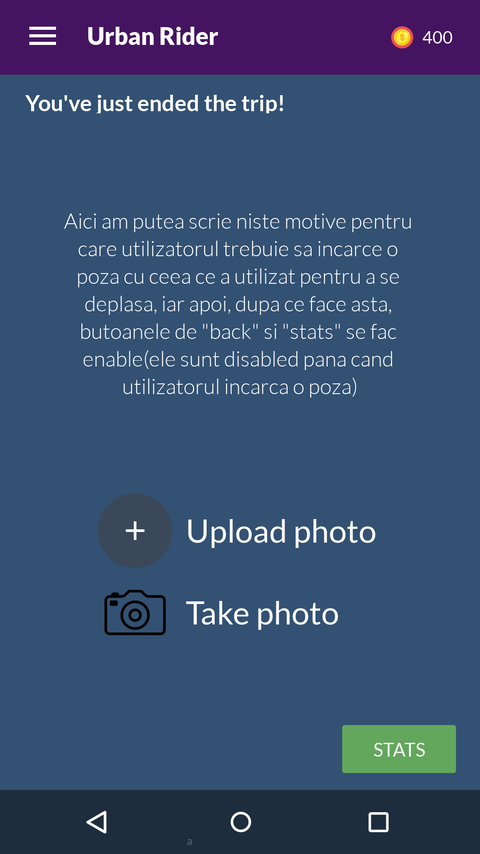 Urban Rider
400
You've just ended the trip!
Aici am putea scrie niste motive pentru
care utilizatorul trebuie sa incarce o
poza cu ceea ce a utilizat pentru a se
deplasa, iar apoi, dupa ce face asta,
butoanele de "back" si "stats" se fac
enable(ele sunt disabled pana cand
utilizatorul incarca o poza)
+ Upload photo
Take photo
STATS
a